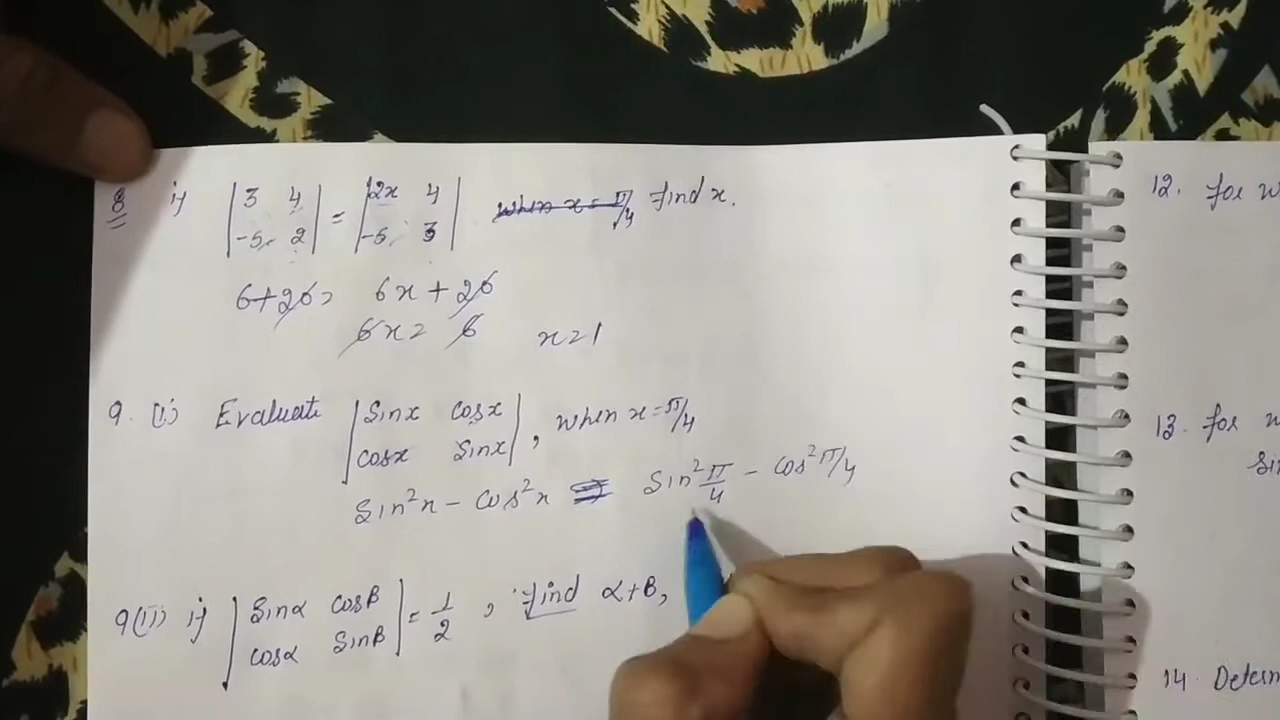 8 if | 3 4 | = | 2x 4 | when x = π/4 find x.
| -5 2 | | -5 3 |
6+20= 6x+20
6x= 6 x=1
9. (i) Evaluate | sinx cosx | , when x=π/4
| cosx sinx |
sin²x - cos²x = sin²π/4 - cos²π/4
9(ii) if | sinα cosβ | = 1/2 , find α+β,
| cosα sinβ |
12. for
13. for
14. Determ